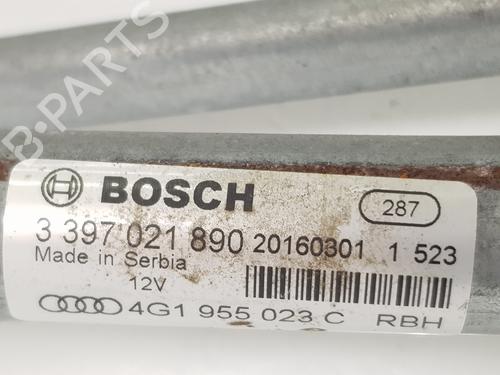 B-PARTS
BOSCH 287
3 397 021 890 20160301 1 523
Made in Serbia
12V
4G1 955 023 C RBH